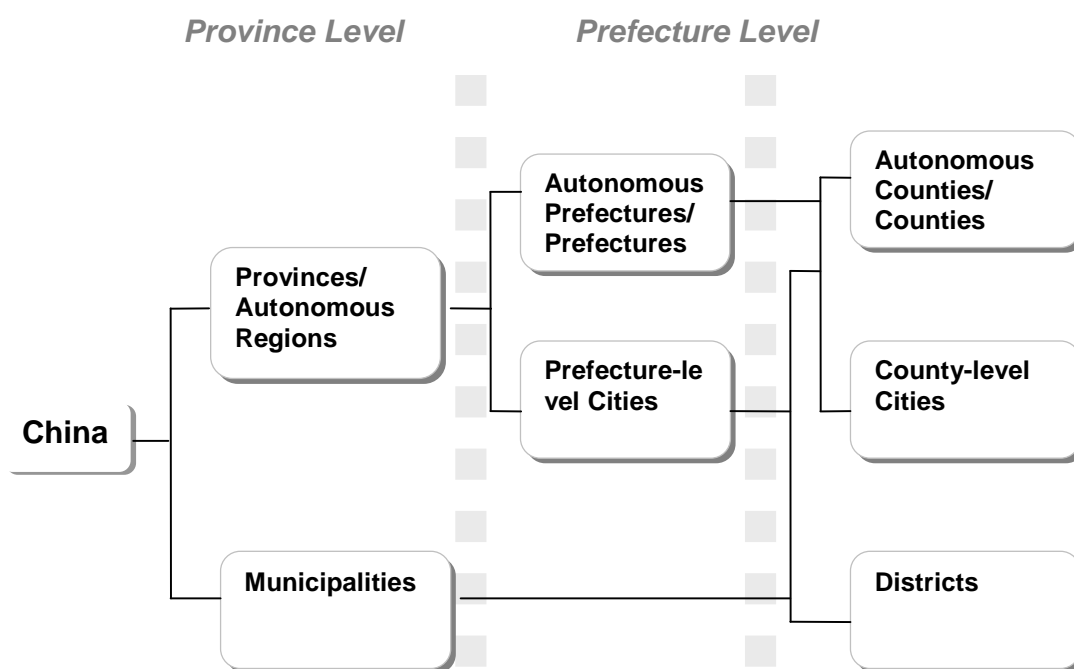 Province Level
Prefecture Level
Autonomous
Prefectures/
Prefectures
Autonomous
Counties/
Counties
Provinces/
Autonomous
Regions
Prefecture-le
vel Cities
County-level
Cities
China
Municipalities
Districts